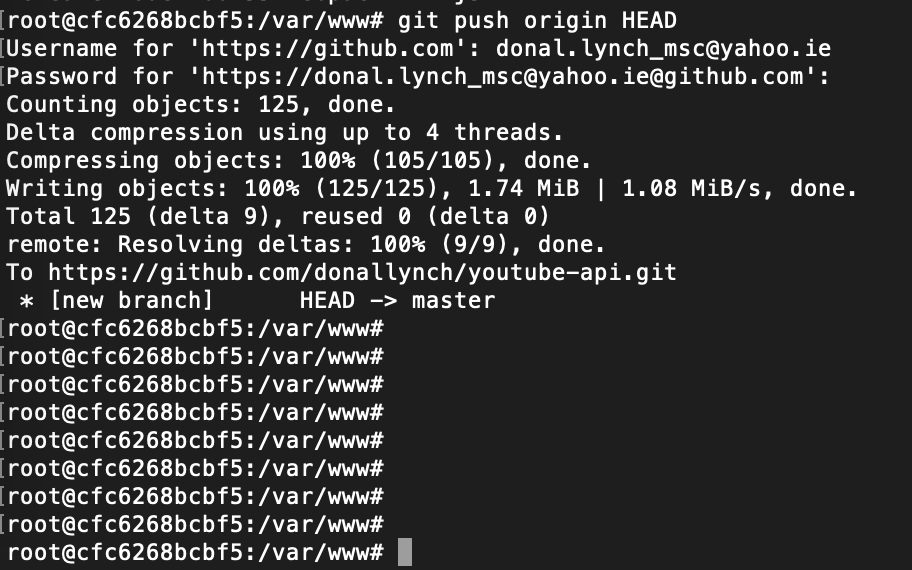 [root@cfc6268bcbf5:/var/www# git push origin HEAD
[Username for 'https://github.com': donal.lynch_msc@yahoo.ie
[Password for 'https://donal.lynch_msc@yahoo.ie@github.com':
Counting objects: 125, done.
Delta compression using up to 4 threads.
Compressing objects: 100% (105/105), done.
Writing objects: 100% (125/125), 1.74 MiB | 1.08 MiB/s, done.
Total 125 (delta 9), reused 0 (delta 0)
remote: Resolving deltas: 100% (9/9), done.
To https://github.com/donallynch/youtube-api.git
 * [new branch]      HEAD -> master
[root@cfc6268bcbf5:/var/www#
[root@cfc6268bcbf5:/var/www#
[root@cfc6268bcbf5:/var/www#
[root@cfc6268bcbf5:/var/www#
[root@cfc6268bcbf5:/var/www#
[root@cfc6268bcbf5:/var/www#
[root@cfc6268bcbf5:/var/www#
[root@cfc6268bcbf5:/var/www#
root@cfc6268bcbf5:/var/www#